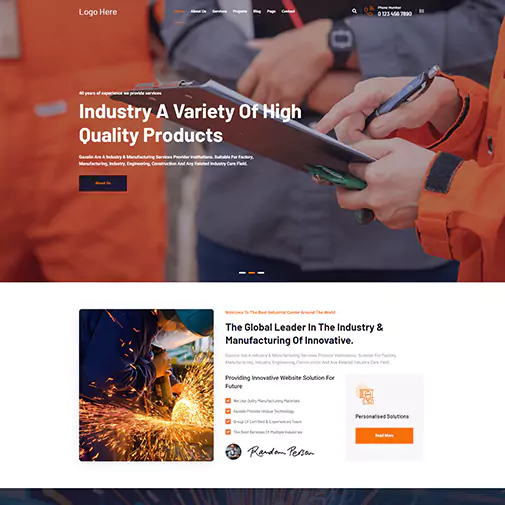 Logo Here
Home About Us Services Projects Blog Page Contact
Phone Number
0 123 456 7890
40 years of experience we provide services
Industry A Variety Of High
Quality Products
Gaselin Are A Industry & Manufacturing Services Provider Institutions. Suitable For Factory,
Manufacturing, Industry, Engineering, Construction And Any Related Industry Care Field.
About Us
Welcome To The Best Industrial Center Around The World
The Global Leader In The Industry &
Manufacturing Of Innovative.
Gaselin Are A Industry & Manufacturing Services Provider Institutions. Suitable For Factory,
Manufacturing, Industry, Engineering, Construction And Any Related Industry Care Field.
Providing Innovative Website Solution For
Future
We Use Quality Manufacturing Materials
Gaselin Provide Unique Technology
Group Of Certified & Experienced Team
The Best Services Of Multiple Industries
Random Person
Personalised Solutions
Read More